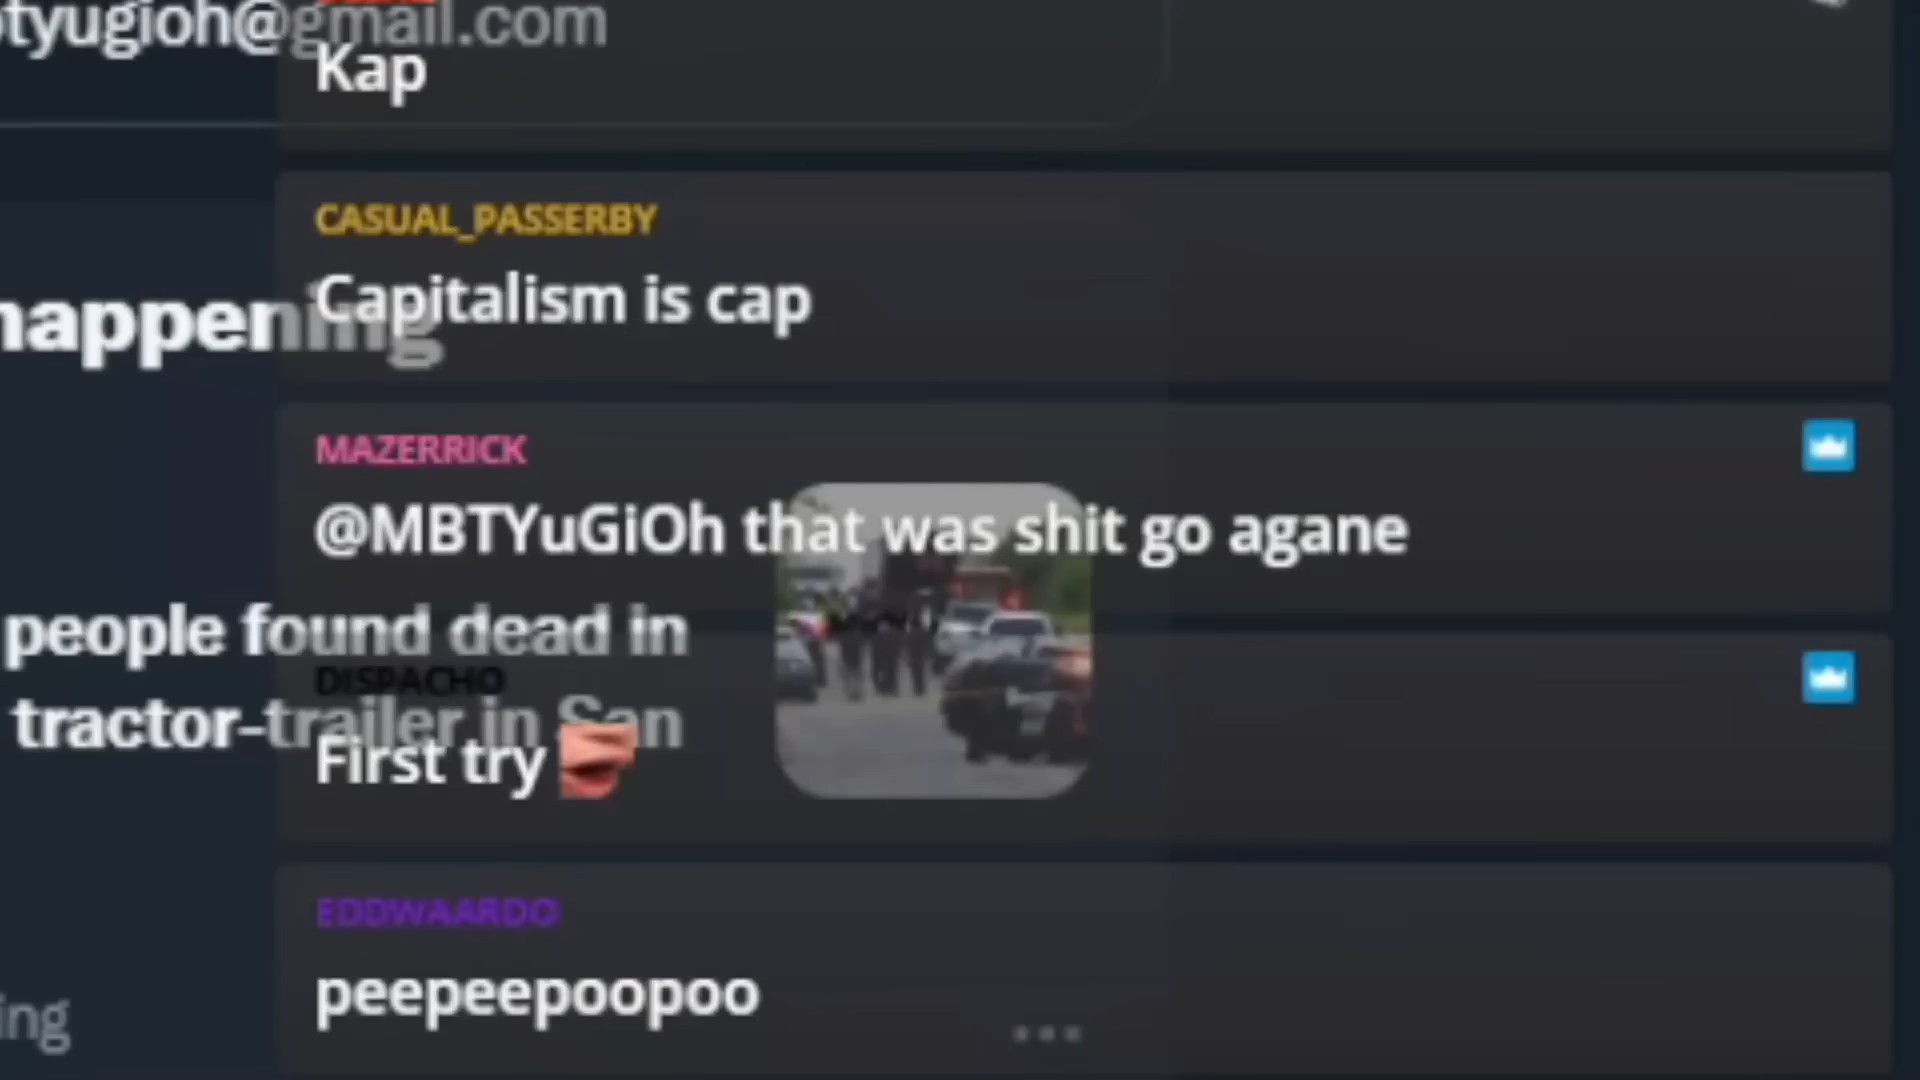 tyugioh@gmail.com
Kap
CASUAL_PASSERBY
Capitalism is cap
happening
MAZERRICK
@MBTYuGiOh that was shit go agane
people found dead in
DISPACHO
tractor-trailer in San
First try
EDDWAARDO
peepeepoopoo
ing
...